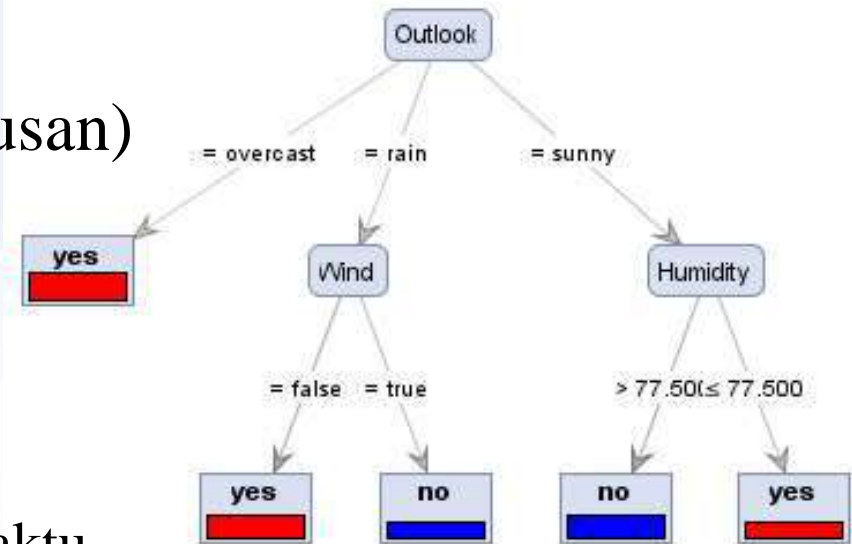 Outlook
usan)
= overcast = rain = sunny
yes
Wind
Humidity
= false = true
> 77.50(≤ 77.500
yes
no
no
yes
aktu